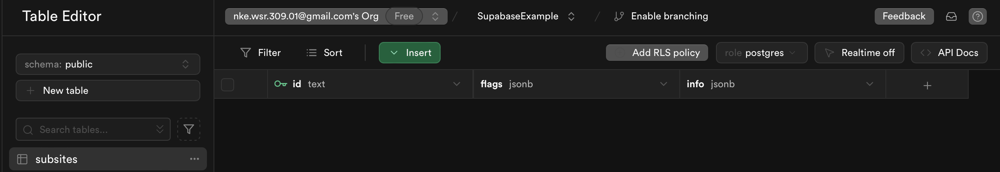 Table Editor
nke.wsr.309.01@gmail.com's Org Free / SupabaseExample / Enable branching
Feedback
schema: public
New table
Search tables...
subsites
Filter Sort Insert
Add RLS policy role postgres Realtime off API Docs
id text flags jsonb info jsonb